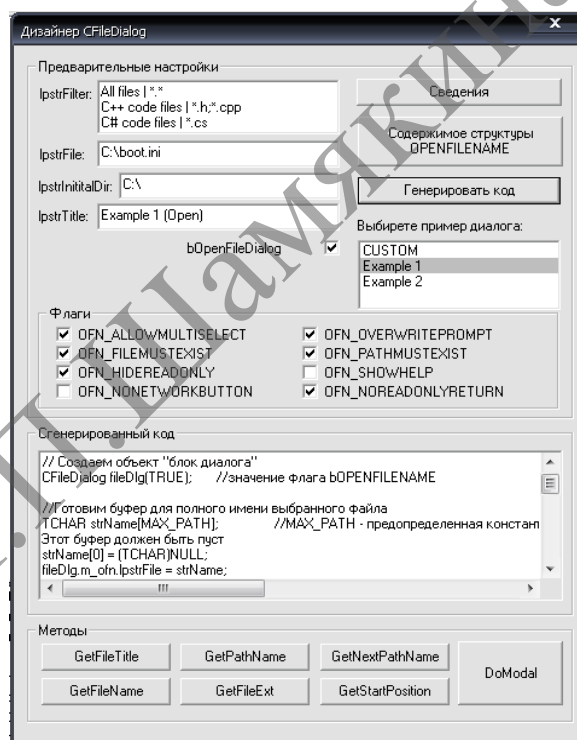 Дизайнер CFileDialog
Предварительные настройки
lpstrFilter:
All files | *.*
C++ code files | *.h;*.cpp
C# code files | *.cs
lpstrFile:
C:\boot.ini
lpstrInititalDir:
C:\
lpstrTitle:
Example 1 (Open)
bOpenFileDialog
Сведения
Содержимое структуры
OPENFILENAME
Генерировать код
Выбирете пример диалога:
CUSTOM
Example 1
Example 2
Флаги
OFN_ALLOWMULTISELECT
OFN_OVERWRITEPROMPT
OFN_FILEMUSTEXIST
OFN_PATHMUSTEXIST
OFN_HIDEREADONLY
OFN_SHOWHELP
OFN_NONETWORKBUTTON
OFN_NOREADONLYRETURN
Сгенерированный код
// Создаем объект "блок диалога"
CFileDialog fileDlg(TRUE); //значение флага bOPENFILENAME
//Готовим буфер для полного имени выбранного файла
TCHAR strName[MAX_PATH]; //MAX_PATH - предопределенная констант
Этот буфер должен быть пуст
strName[0] = (TCHAR)NULL;
fileDlg.m_ofn.lpstrFile = strName;
Методы
GetFileTitle
GetPathName
GetNextPathName
DoModal
GetFileName
GetFileExt
GetStartPosition